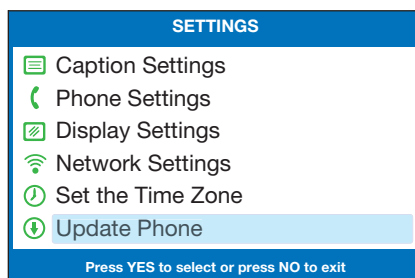 SETTINGS
Caption Settings
Phone Settings
Display Settings
Network Settings
Set the Time Zone
Update Phone
Press YES to select or press NO to exit